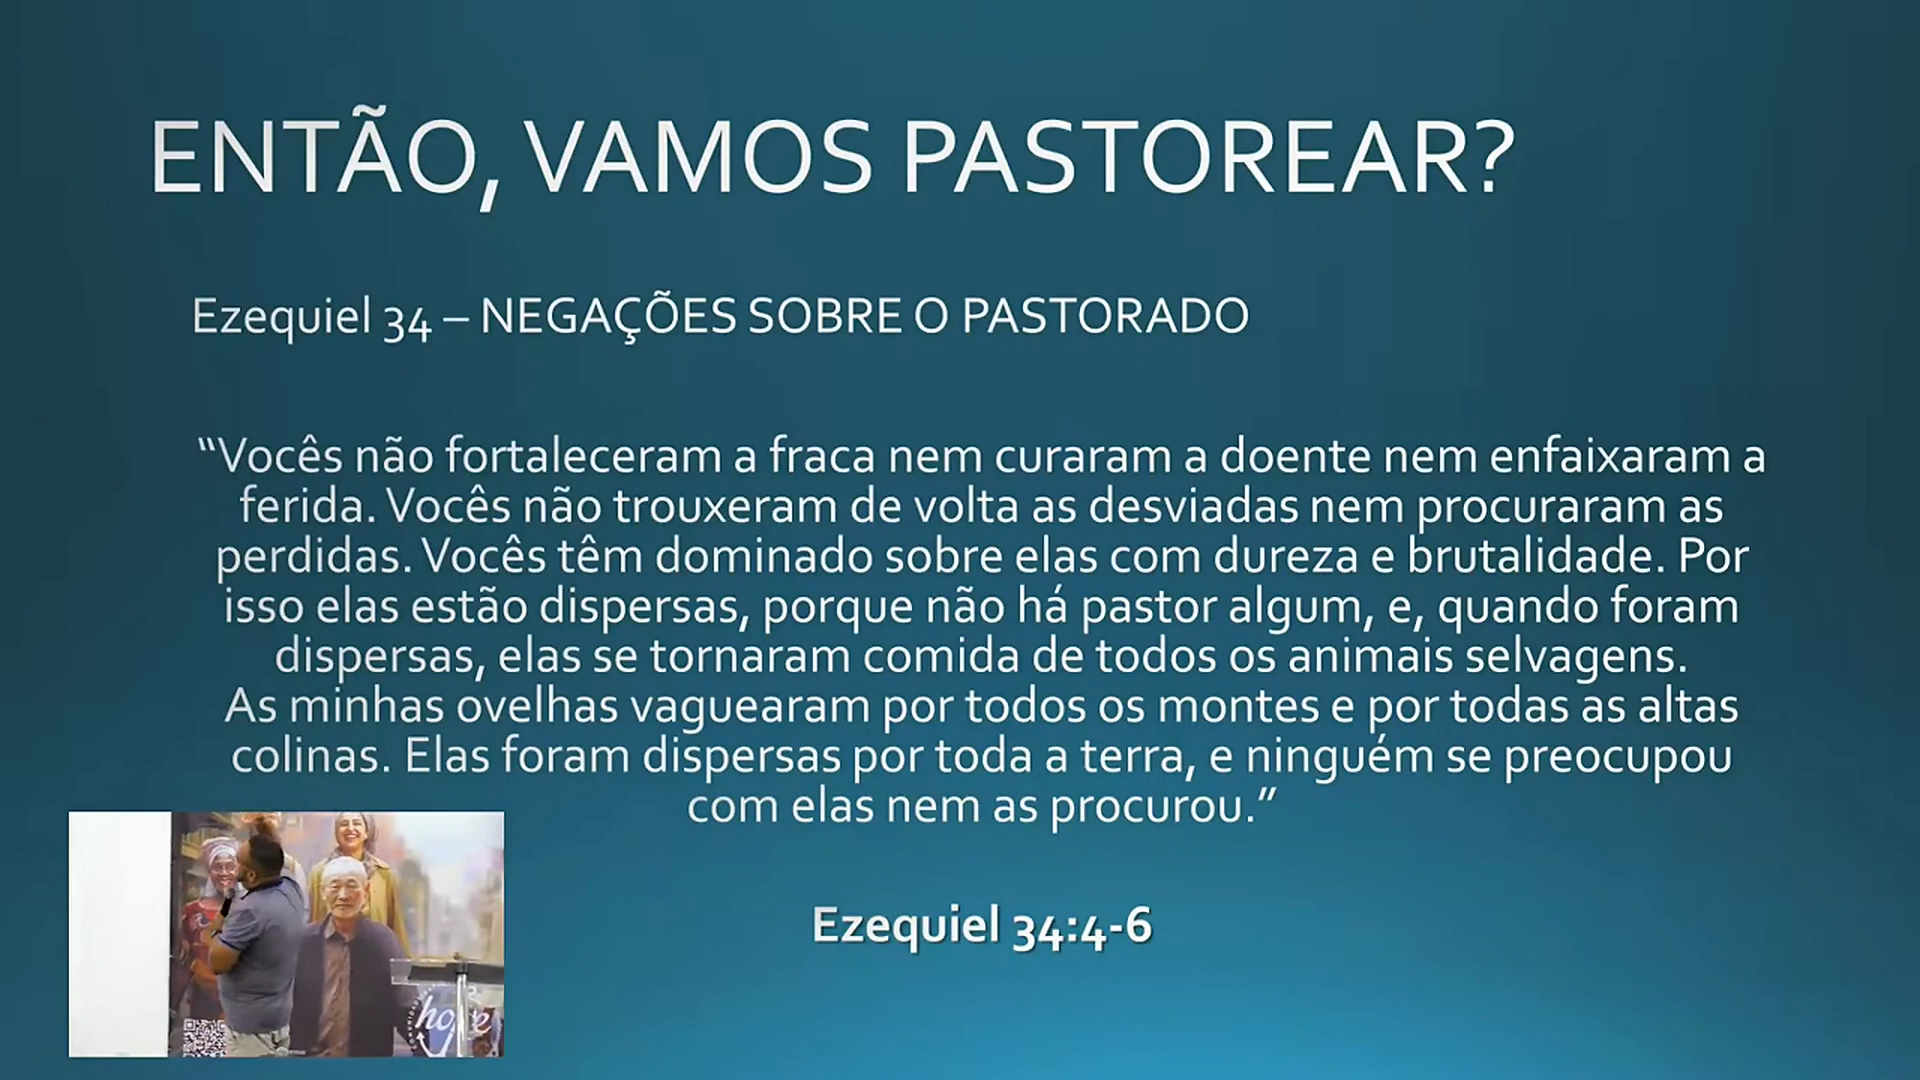 ENTÃO, VAMOS PASTOREAR?
Ezequiel 34 – NEGAÇÕES SOBRE O PASTORADO
“Vocês não fortaleceram a fraca nem curaram a doente nem enfaixaram a
ferida. Vocês não trouxeram de volta as desviadas nem procuraram as
perdidas. Vocês têm dominado sobre elas com dureza e brutalidade. Por
isso elas estão dispersas, porque não há pastor algum, e, quando foram
dispersas, elas se tornaram comida de todos os animais selvagens.
As minhas ovelhas vaguearam por todos os montes e por todas as altas
colinas. Elas foram dispersas por toda a terra, e ninguém se preocupou
com elas nem as procurou.”
Ezequiel 34:4-6
hope